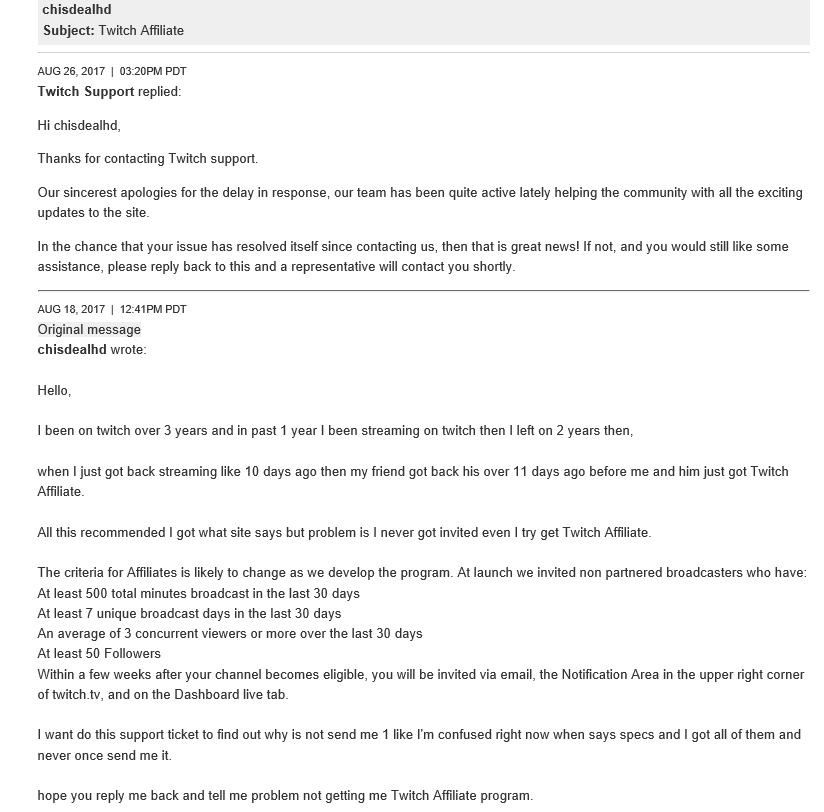 chisdealhd
Subject: Twitch Affiliate
AUG 26, 2017 | 03:20PM PDT
Twitch Support replied:
Hi chisdealhd,
Thanks for contacting Twitch support.
Our sincerest apologies for the delay in response, our team has been quite active lately helping the community with all the exciting
updates to the site.
In the chance that your issue has resolved itself since contacting us, then that is great news! If not, and you would still like some
assistance, please reply back to this and a representative will contact you shortly.
AUG 18, 2017 | 12:41PM PDT
Original message
chisdealhd wrote:
Hello,
I been on twitch over 3 years and in past 1 year I been streaming on twitch then I left on 2 years then,
when I just got back streaming like 10 days ago then my friend got back his over 11 days ago before me and him just got Twitch
Affiliate.
All this recommended I got what site says but problem is I never got invited even I try get Twitch Affiliate.
The criteria for Affiliates is likely to change as we develop the program. At launch we invited non partnered broadcasters who have:
At least 500 total minutes broadcast in the last 30 days
At least 7 unique broadcast days in the last 30 days
An average of 3 concurrent viewers or more over the last 30 days
At least 50 Followers
Within a few weeks after your channel becomes eligible, you will be invited via email, the Notification Area in the upper right corner
of twitch.tv, and on the Dashboard live tab.
I want do this support ticket to find out why is not send me 1 like I'm confused right now when says specs and I got all of them and
never once send me it.
hope you reply me back and tell me problem not getting me Twitch Affiliate program.